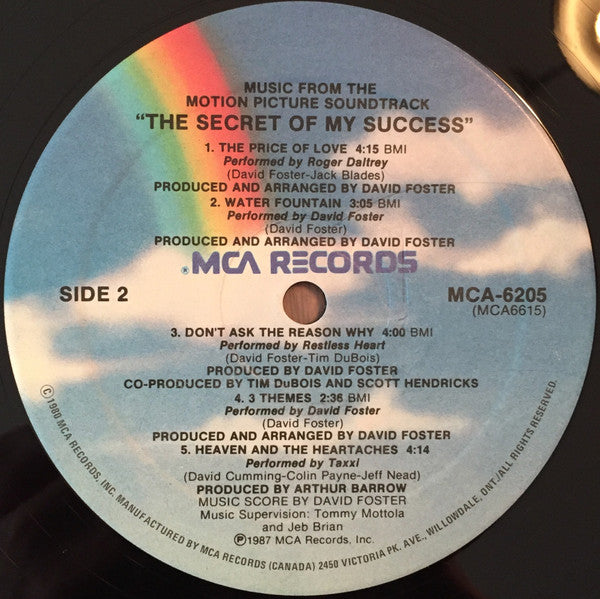 MUSIC FROM THE
MOTION PICTURE SOUNDTRACK
"THE SECRET OF MY SUCCESS"
1. THE PRICE OF LOVE 4:15 BMI
Performed by Roger Daltrey
(David Foster-Jack Blades)
PRODUCED AND ARRANGED BY DAVID FOSTER
2. WATER FOUNTAIN 3:05 BMI
Performed by David Foster
(David Foster)
PRODUCED AND ARRANGED BY DAVID FOSTER
®MCA RECORDS
SIDE 2
MCA-6205
(MCA6615)
3. DON'T ASK THE REASON WHY 4:00 BMI
Performed by Restless Heart
(David Foster-Tim DuBois)
PRODUCED BY DAVID FOSTER
CO-PRODUCED BY TIM DuBOIS AND SCOTT HENDRICKS
4. 3 THEMES 2:36 BMI
Performed by David Foster
(David Foster)
PRODUCED AND ARRANGED BY DAVID FOSTER
5. HEAVEN AND THE HEARTACHES 4:14
Performed by Taxxi
(David Cumming-Colin Payne-Jeff Nead)
PRODUCED BY ARTHUR BARROW
MUSIC SCORE BY DAVID FOSTER
Music Supervision: Tommy Mottola
and Jeb Brian
℗1987 MCA Records, Inc.
©1980 MCA RECORDS, INC. MANUFACTURED BY MCA RECORDS (CANADA) 2450 VICTORIA PK. AVE., WILLOWDALE, ONT./ALL RIGHTS RESERVED.